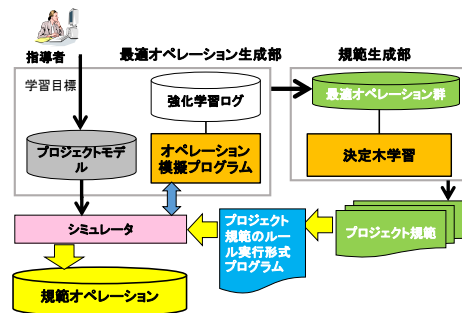 指導者
最適オペレーション生成部
規範生成部
学習目標
強化学習ログ
最適オペレーション群
プロジェクトモデ
ル
オペレーション
模擬プログラム
決定木学習
シミュレータ
プロジェクト
規範のルー
ル実行形式
プログラム
プロジェクト規範
規範オペレーション